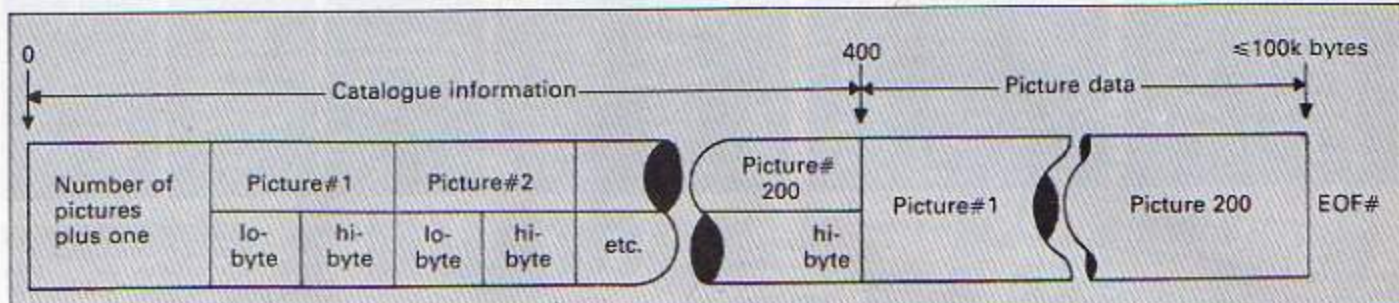 0
400
≤100k bytes
Catalogue information
Picture data
Number of
pictures
plus one
Picture#1
Picture#2
Picture#
200
Picture#1
Picture 200
EOF#
lo-
byte
hi-
byte
lo-
byte
hi-
byte
etc.
hi-
byte